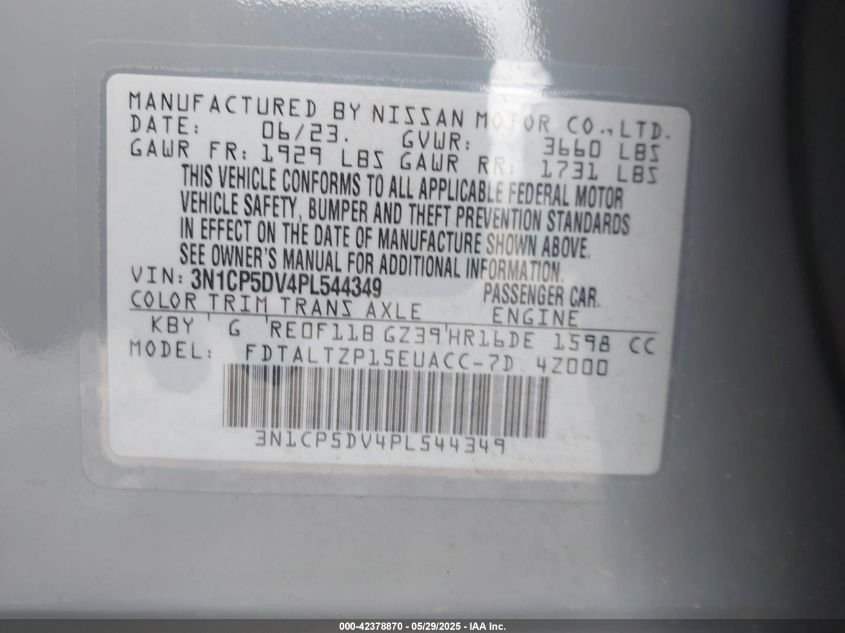 MANUFACTURED BY NISSAN MOTOR CO., LTD.
DATE: 06/23. GVWR: 3660 LBS
GAWR FR: 1929 LBS GAWR RR: 1731 LBS
THIS VEHICLE CONFORMS TO ALL APPLICABLE FEDERAL MOTOR
VEHICLE SAFETY, BUMPER AND THEFT PREVENTION STANDARDS
IN EFFECT ON THE DATE OF MANUFACTURE SHOWN ABOVE.
SEE OWNER'S MANUAL FOR ADDITIONAL INFORMATION.
VIN: 3N1CP5DV4PL544349 PASSENGER CAR.
COLOR TRIM TRANS AXLE ENGINE
KBY G RE0F11B GZ39 HR16DE 1598 CC
MODEL: FDTALTZP15EUACC-7D 4Z000
3N1CP5DV4PL544349
000-42378870 - 05/29/2025 - IAA Inc.